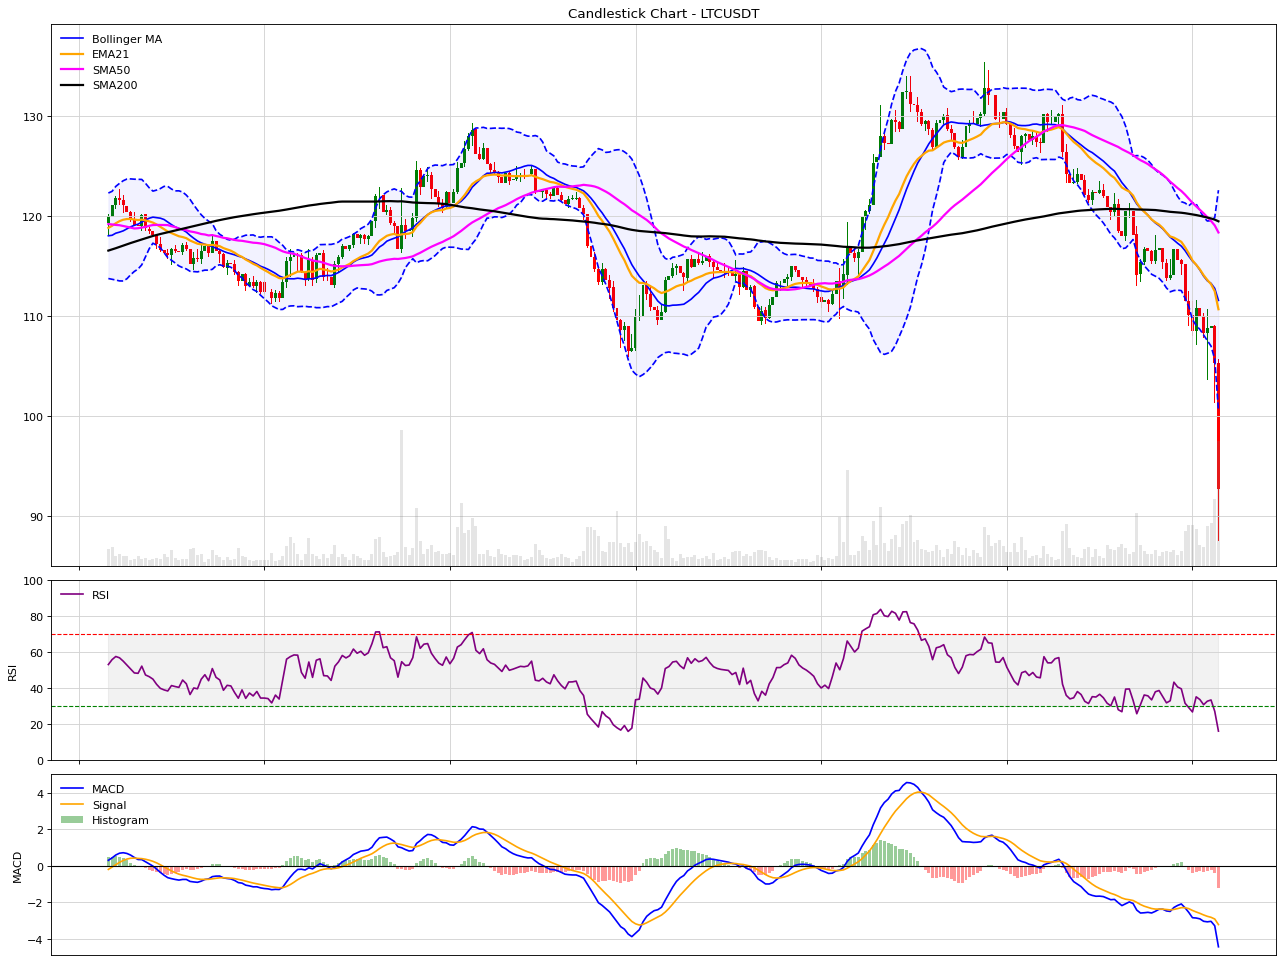 Candlestick Chart - LTCUSDT
Bollinger MA
EMA21
SMA50
SMA200
130
120
110
100
90
100
80
60
40
20
0
RSI
RSI
4
2
0
−2
−4
MACD
MACD
Signal
Histogram